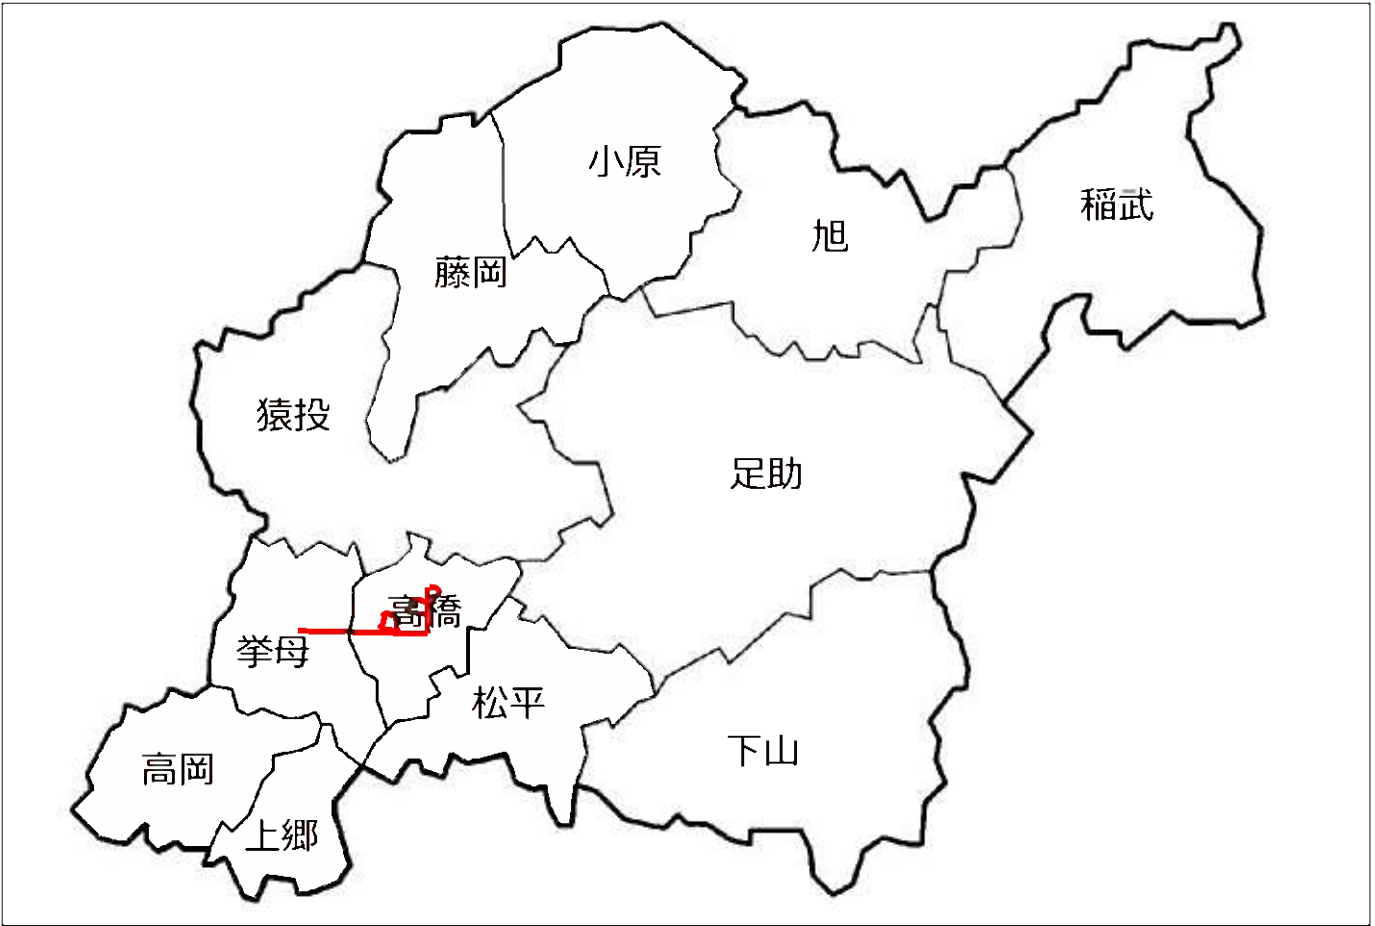 小原
稲武
旭
藤岡
猿投
足助
高橋
挙母
松平
下山
高岡
上郷